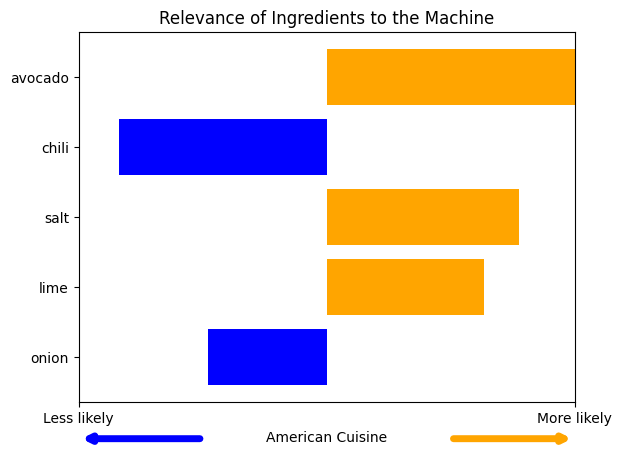 Relevance of Ingredients to the Machine
avocado
chili
salt
lime
onion
Less likely
More likely
American Cuisine